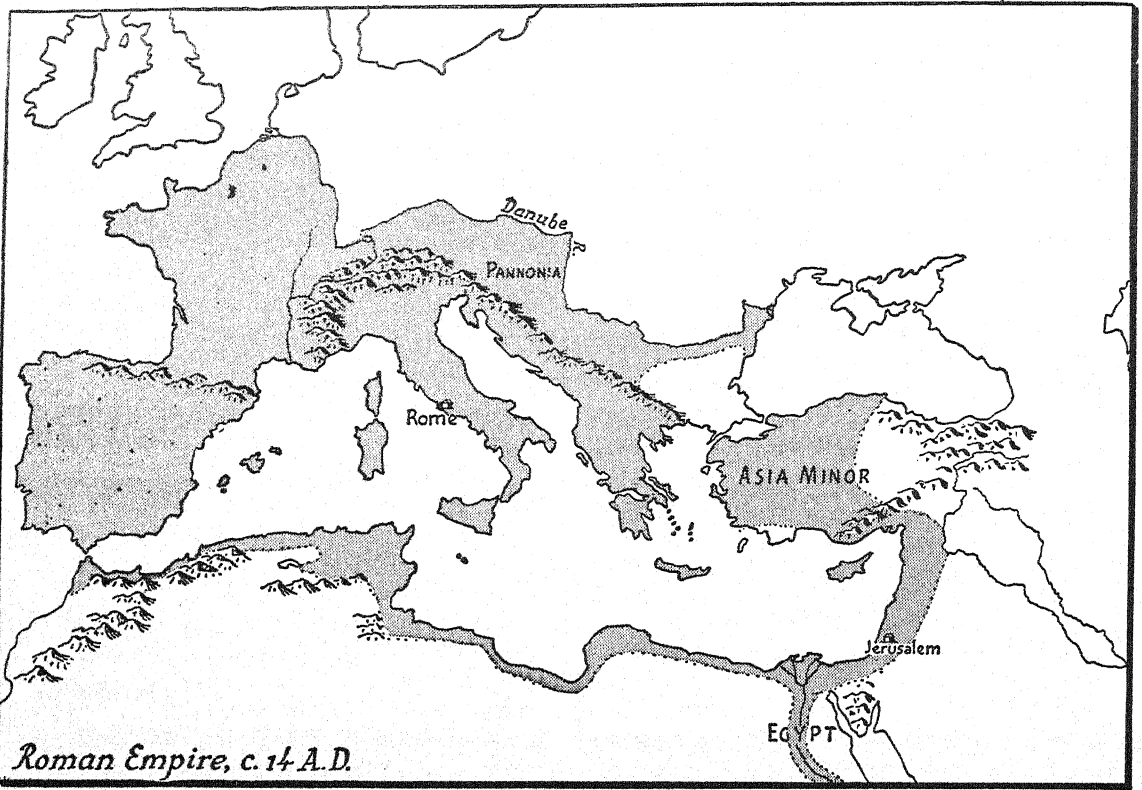 Danube R.
PANNONIA
Rome
ASIA MINOR
Jerusalem
EGYPT
Roman Empire, c. 14 A.D.